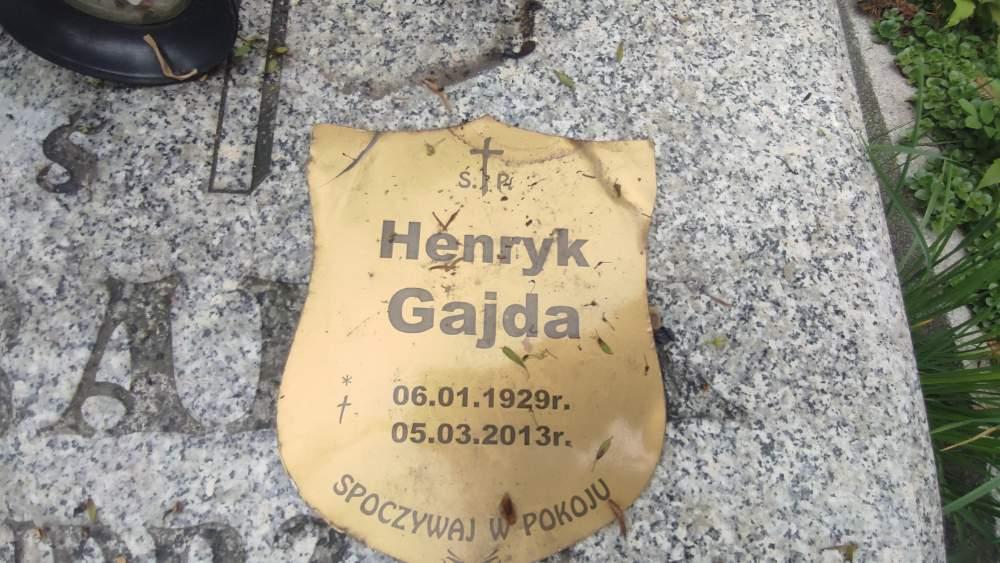 Ś. P.
Henryk
Gajda
* 06.01.1929r.
† 05.03.2013r.
SPOCZYWAJ W POKOJU